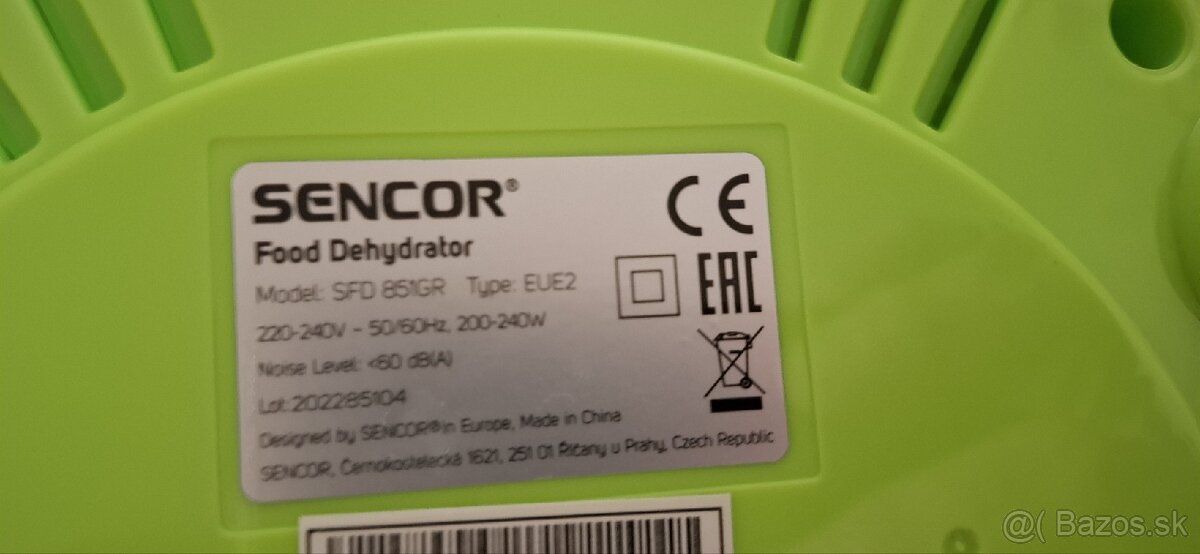 SENCOR®
CE
Food Dehydrator
Model: SFD 851GR Type: EUE2
EAC
220-240V ~ 50/60Hz, 200-240W
Noise Level: <60 dB(A)
Lot: 202285104
Designed by SENCOR® in Europe, Made in China
SENCOR, Černokostelecká 1621, 251 01 Říčany u Prahy, Czech Republic
@( Bazos.sk